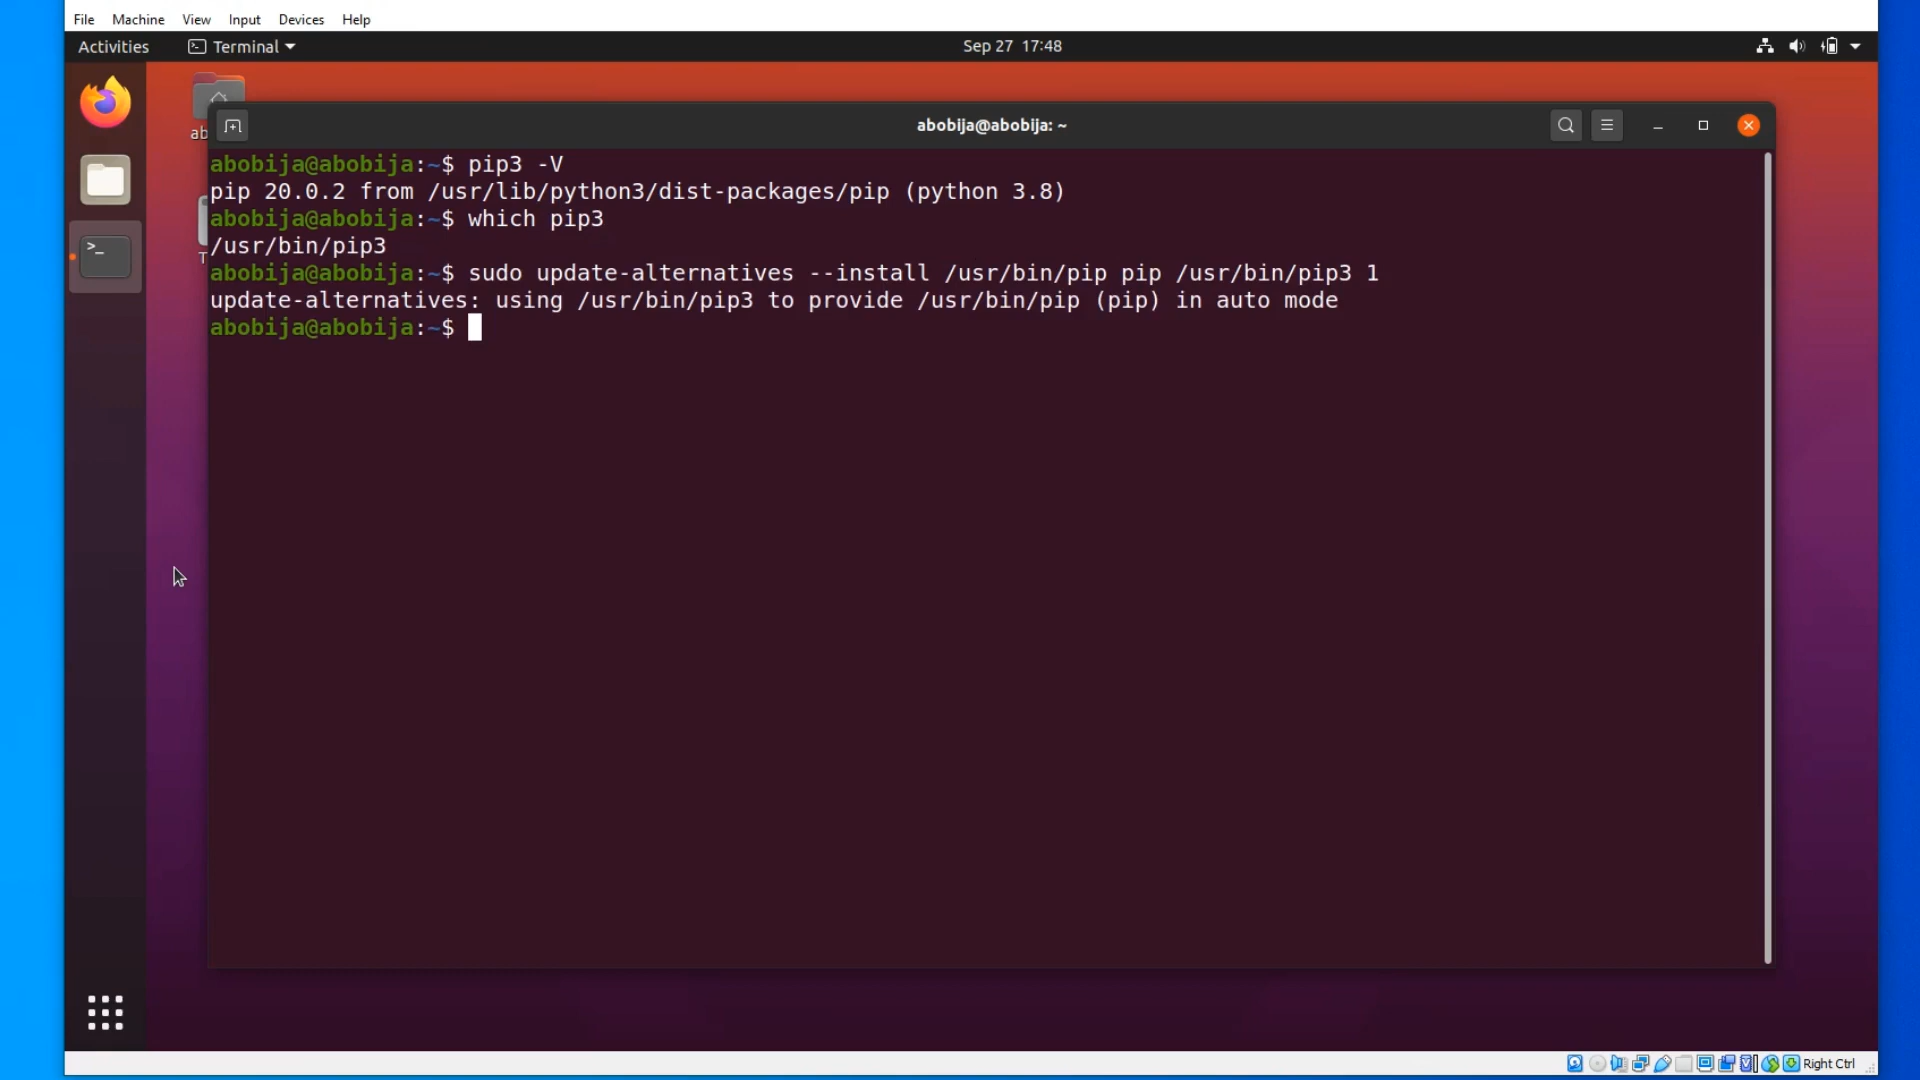 File Machine View Input Devices Help
Activities Terminal Sep 27 17:48
abobija@abobija: ~
abobija@abobija:~$ pip3 -V
pip 20.0.2 from /usr/lib/python3/dist-packages/pip (python 3.8)
abobija@abobija:~$ which pip3
/usr/bin/pip3
abobija@abobija:~$ sudo update-alternatives --install /usr/bin/pip pip /usr/bin/pip3 1
update-alternatives: using /usr/bin/pip3 to provide /usr/bin/pip (pip) in auto mode
abobija@abobija:~$
Right Ctrl